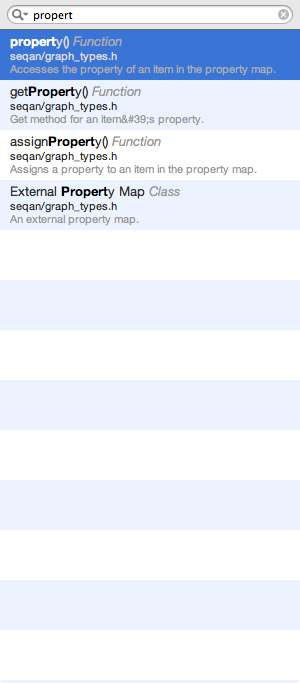 propert
property() Function
seqan/graph_types.h
Accesses the property of an item in the property map.
getProperty() Function
seqan/graph_types.h
Get method for an item&#39;s property.
assignProperty() Function
seqan/graph_types.h
Assigns a property to an item in the property map.
External Property Map Class
seqan/graph_types.h
An external property map.